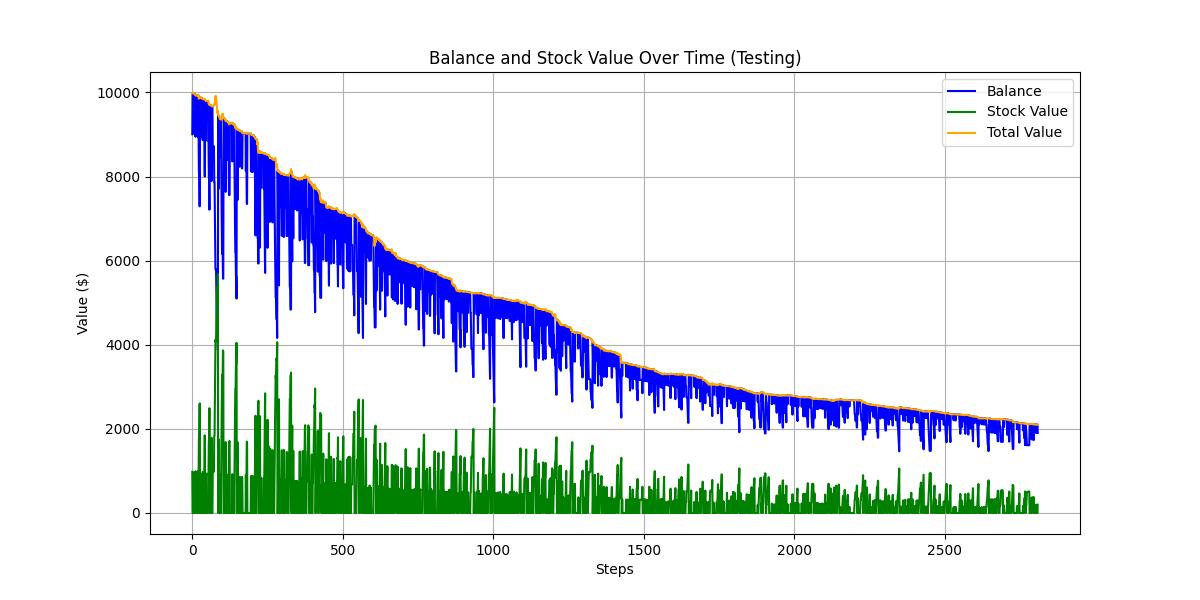 Balance and Stock Value Over Time (Testing)
Balance
Stock Value
Total Value
Value ($)
10000
8000
6000
4000
2000
0
0 500 1000 1500 2000 2500
Steps